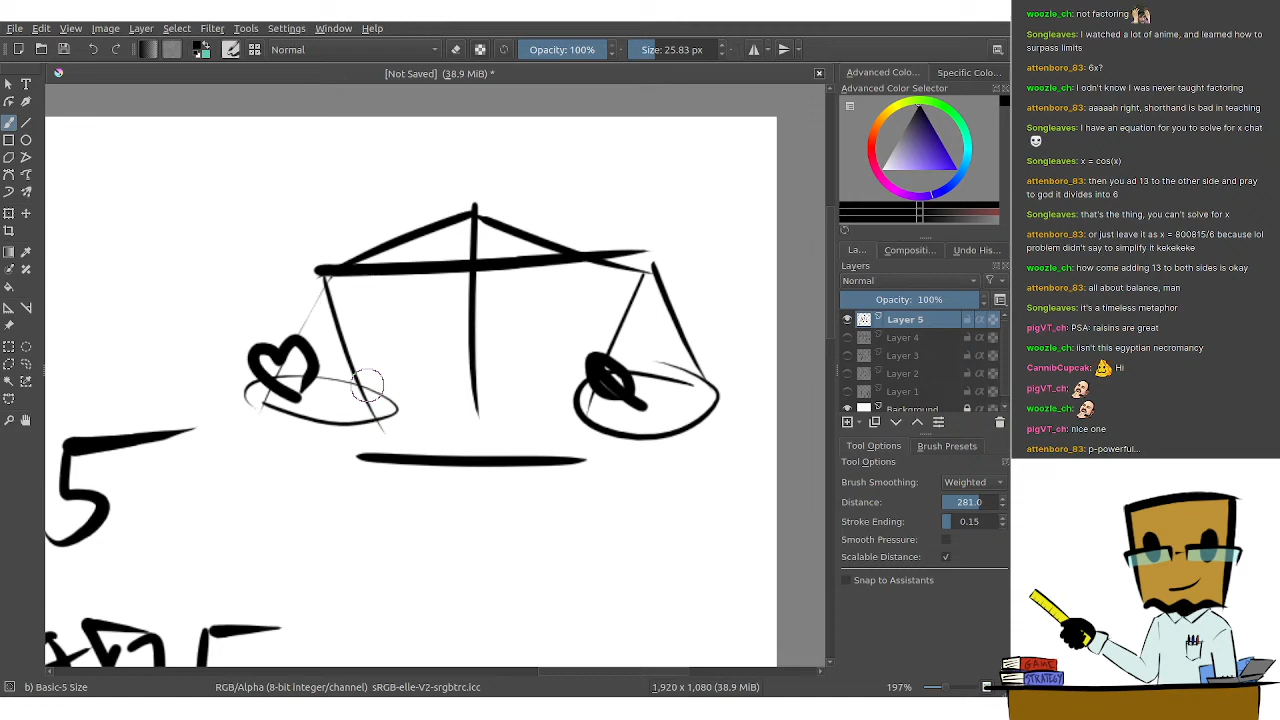 File Edit View Image Layer Select Filter Tools Settings Window Help
Normal Opacity: 100% Size: 25.83 px
[Not Saved] (38.9 MiB) *
Advanced Colo... Specific Colo...
Advanced Color Selector
La... Compositi... Undo His...
Layers
Normal
Opacity: 100%
Layer 5
Layer 4
Layer 3
Layer 2
Layer 1
Background
Tool Options Brush Presets
Tool Options
Brush Smoothing: Weighted
Distance: 281.0
Stroke Ending: 0.15
Smooth Pressure:
Scalable Distance: ✓
Snap to Assistants
5
b) Basic-5 Size RGB/Alpha (8-bit integer/channel) sRGB-elle-V2-srgbtrc.icc 1,920 x 1,080 (38.9 MiB) 197%
woozle_ch: not factoring
Songleaves: I watched a lot of anime, and learned how to
surpass limits
attenboro_83: 6x?
woozle_ch: I odn't know I was never taught factoring
attenboro_83: aaaaah right, shorthand is bad in teaching
Songleaves: I have an equation for you to solve for x chat
Songleaves: x = cos(x)
attenboro_83: then you ad 13 to the other side and pray
to god it divides into 6
Songleaves: that's the thing, you can't solve for x
attenboro_83: or just leave it as x = 800815/6 because lol
problem didn't say to simplify it kekekeke
woozle_ch: how come adding 13 to both sides is okay
attenboro_83: all about balance, man
Songleaves: it's a timeless metaphor
pigVT_ch: PSA: raisins are great
woozle_ch: iisn't this egyptian necromancy
CannibCupcak: Hi
pigVT_ch:
woozle_ch:
pigVT_ch: nice one
attenboro_83: p-powerful...
GAME
STRATEGY